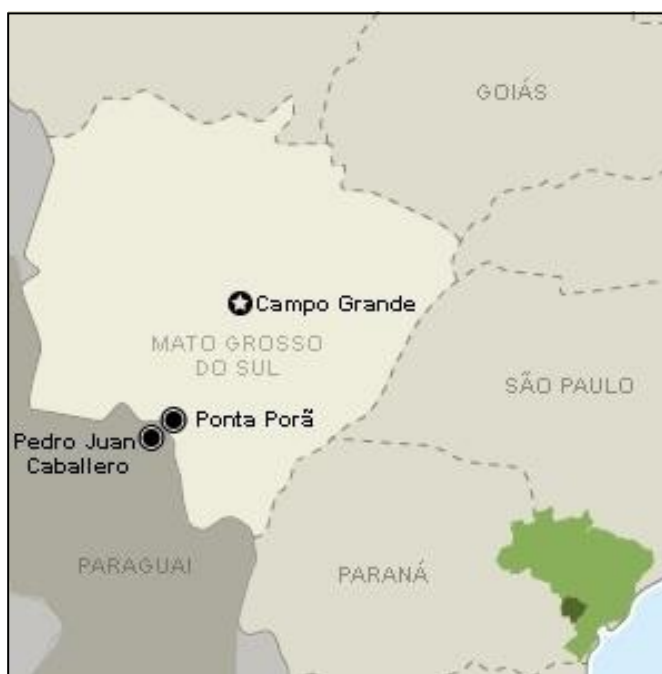 GOIÁS
Campo Grande
MATO GROSSO
DO SUL
SÃO PAULO
Ponta Porã
Pedro Juan
Caballero
PARAGUAI
PARANÁ